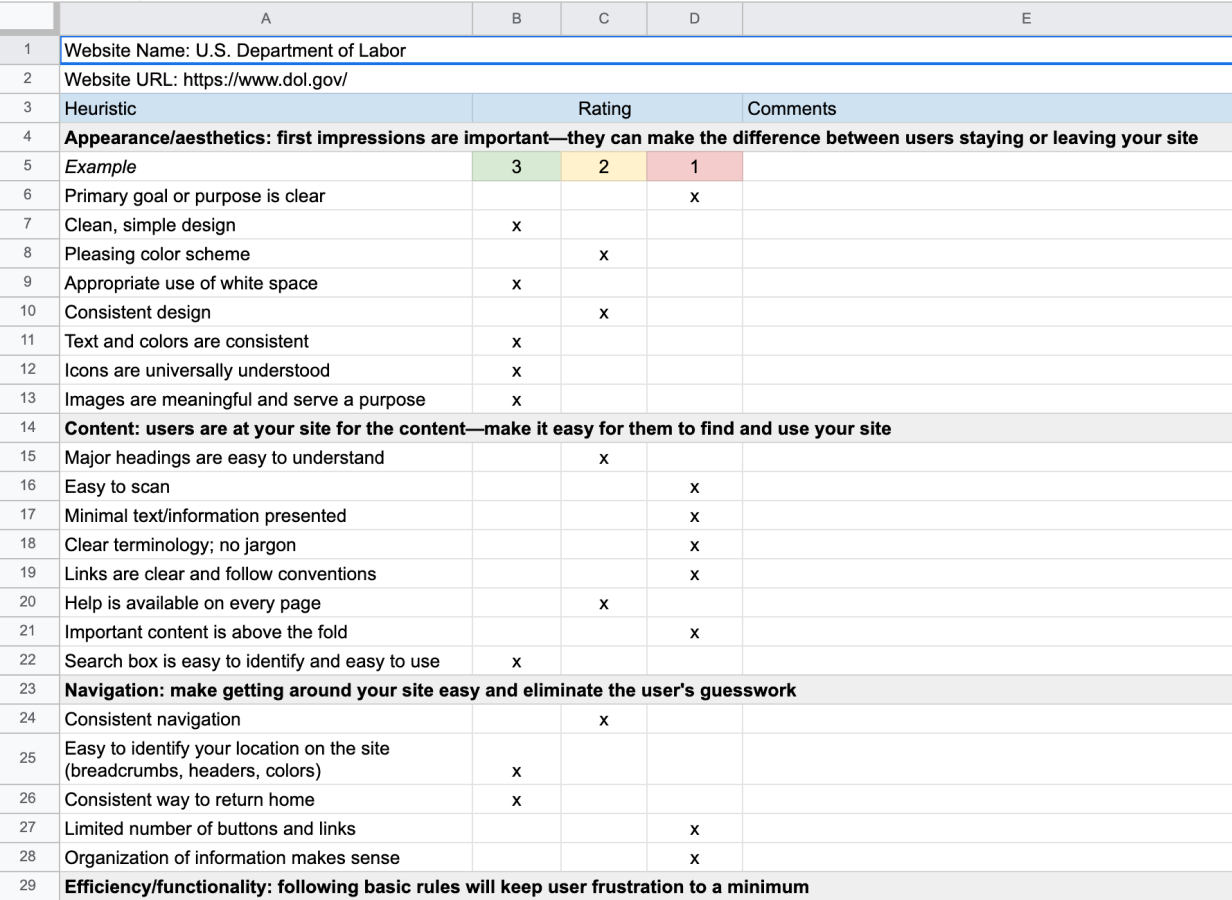 A B C D E
1 Website Name: U.S. Department of Labor
2 Website URL: https://www.dol.gov/
3 Heuristic Rating Comments
4 Appearance/aesthetics: first impressions are important—they can make the difference between users staying or leaving your site
5 Example 3 2 1
6 Primary goal or purpose is clear x
7 Clean, simple design x
8 Pleasing color scheme x
9 Appropriate use of white space x
10 Consistent design x
11 Text and colors are consistent x
12 Icons are universally understood x
13 Images are meaningful and serve a purpose x
14 Content: users are at your site for the content—make it easy for them to find and use your site
15 Major headings are easy to understand x
16 Easy to scan x
17 Minimal text/information presented x
18 Clear terminology; no jargon x
19 Links are clear and follow conventions x
20 Help is available on every page x
21 Important content is above the fold x
22 Search box is easy to identify and easy to use x
23 Navigation: make getting around your site easy and eliminate the user's guesswork
24 Consistent navigation x
25 Easy to identify your location on the site
(breadcrumbs, headers, colors) x
26 Consistent way to return home x
27 Limited number of buttons and links x
28 Organization of information makes sense x
29 Efficiency/functionality: following basic rules will keep user frustration to a minimum